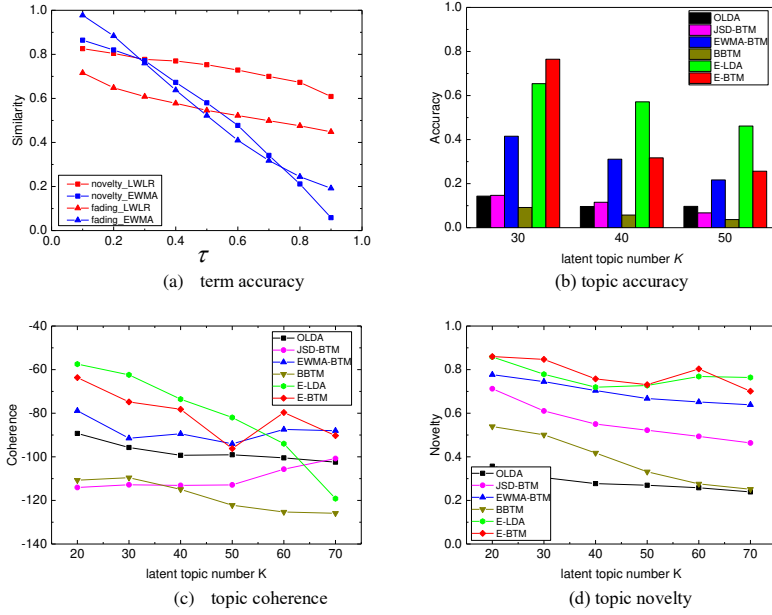 1.0
0.8
0.6
0.4
0.2
0.0
Similarity
novelty_LWLR
novelty_EWMA
fading_LWLR
fading_EWMA
0.0 0.2 0.4 0.6 0.8 1.0
τ
(a) term accuracy
1.0
0.8
0.6
0.4
0.2
0.0
Accuracy
OLDA
JSD-BTM
EWMA-BTM
BBTM
E-LDA
E-BTM
30 40 50
latent topic number K
(b) topic accuracy
-40
-60
-80
-100
-120
-140
Coherence
OLDA
JSD-BTM
EWMA-BTM
BBTM
E-LDA
E-BTM
20 30 40 50 60 70
latent topic number K
(c) topic coherence
1.0
0.8
0.6
0.4
0.2
0.0
Novelty
OLDA
JSD-BTM
EWMA-BTM
BBTM
E-LDA
E-BTM
20 30 40 50 60 70
latent topic number K
(d) topic novelty